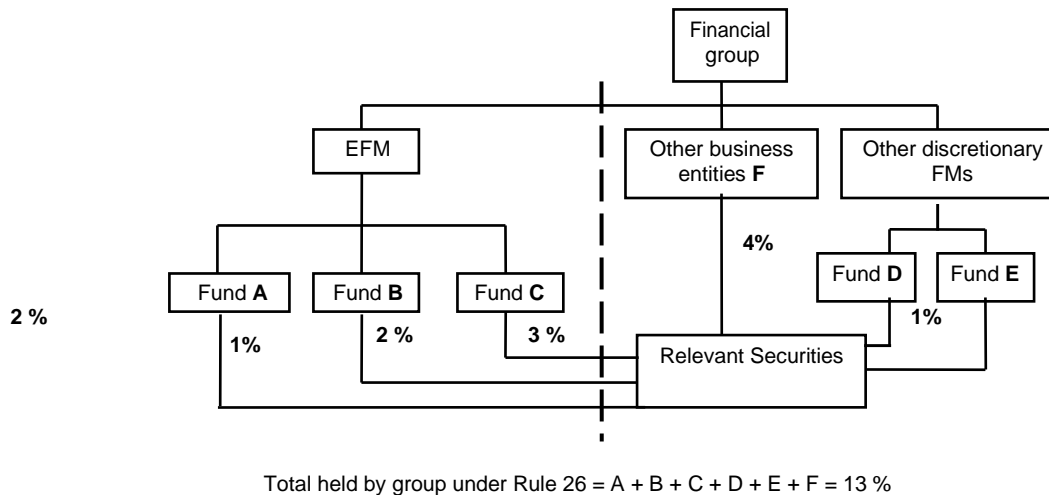 Financial
group
EFM
Other business
entities F
Other discretionary
FMs
4%
Fund A
Fund B
Fund C
Fund D
Fund E
2 %
1%
2 %
3 %
1%
Relevant Securities
Total held by group under Rule 26 = A + B + C + D + E + F = 13 %